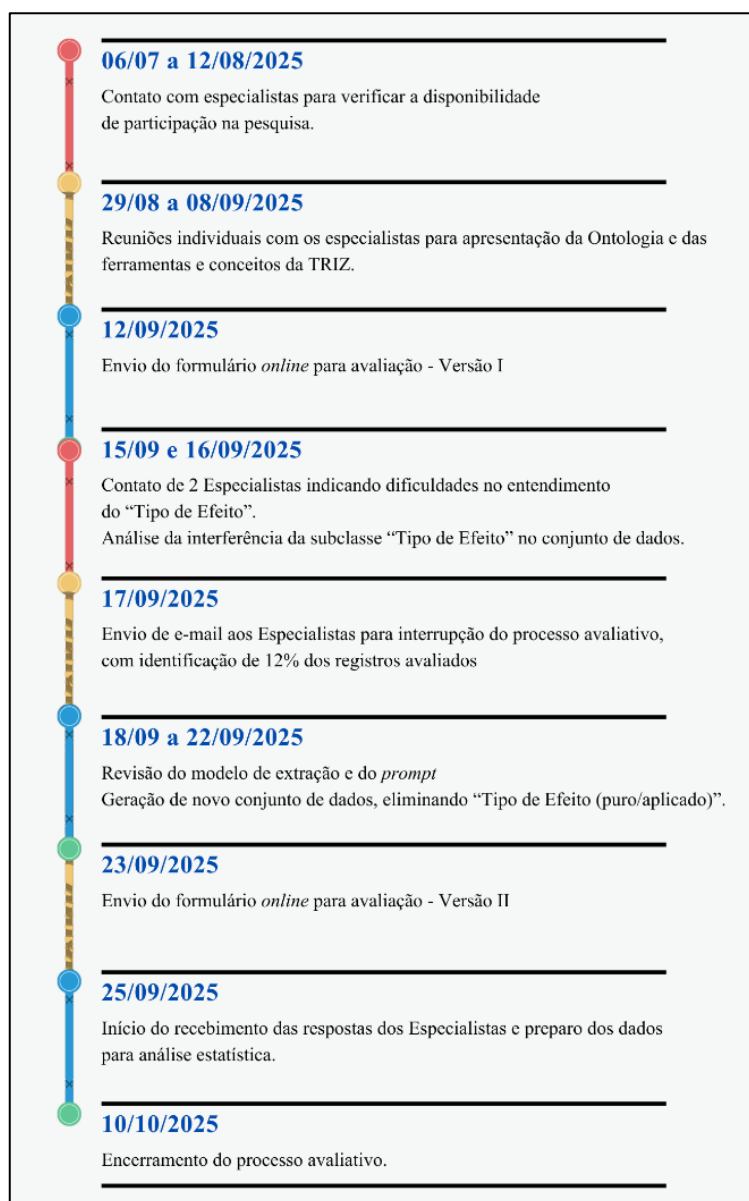 06/07 a 12/08/2025
Contato com especialistas para verificar a disponibilidade
de participação na pesquisa.
29/08 a 08/09/2025
Reuniões individuais com os especialistas para apresentação da Ontologia e das
ferramentas e conceitos da TRIZ.
12/09/2025
Envio do formulário online para avaliação - Versão I
15/09 e 16/09/2025
Contato de 2 Especialistas indicando dificuldades no entendimento
do “Tipo de Efeito”.
Análise da interferência da subclasse “Tipo de Efeito” no conjunto de dados.
17/09/2025
Envio de e-mail aos Especialistas para interrupção do processo avaliativo,
com identificação de 12% dos registros avaliados
18/09 a 22/09/2025
Revisão do modelo de extração e do prompt
Geração de novo conjunto de dados, eliminando “Tipo de Efeito (puro/aplicado)”.
23/09/2025
Envio do formulário online para avaliação - Versão II
25/09/2025
Início do recebimento das respostas dos Especialistas e preparo dos dados
para análise estatística.
10/10/2025
Encerramento do processo avaliativo.